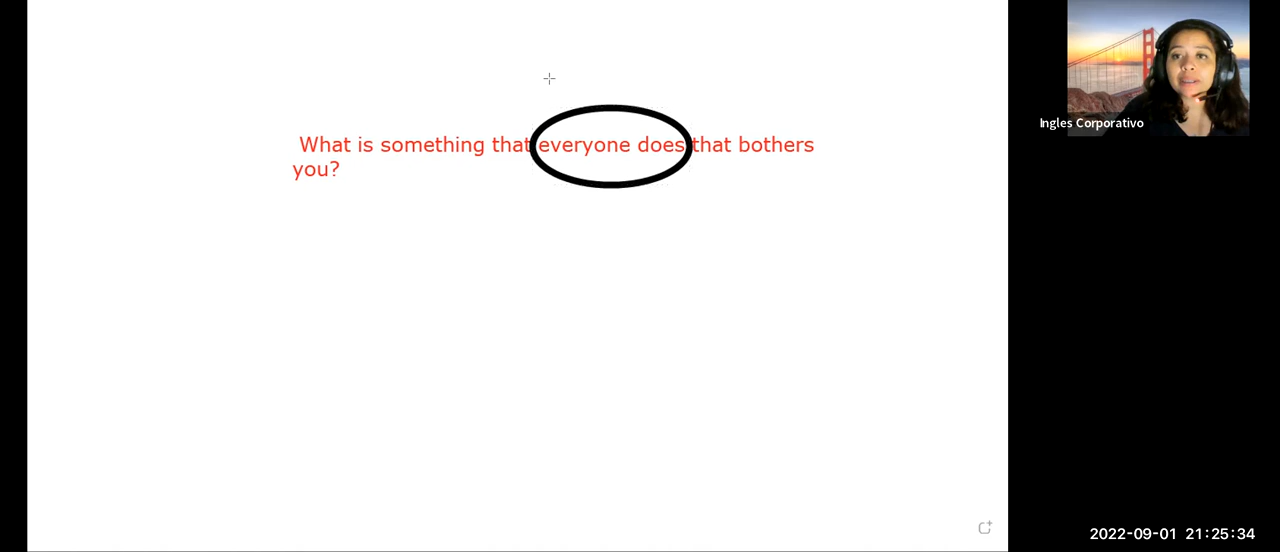 What is something that everyone does that bothers
you?
Ingles Corporativo
2022-09-01 21:25:34